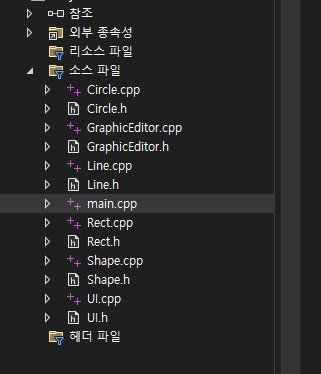 참조
외부 종속성
리소스 파일
소스 파일
Circle.cpp
Circle.h
GraphicEditor.cpp
GraphicEditor.h
Line.cpp
Line.h
main.cpp
Rect.cpp
Rect.h
Shape.cpp
Shape.h
UI.cpp
UI.h
헤더 파일